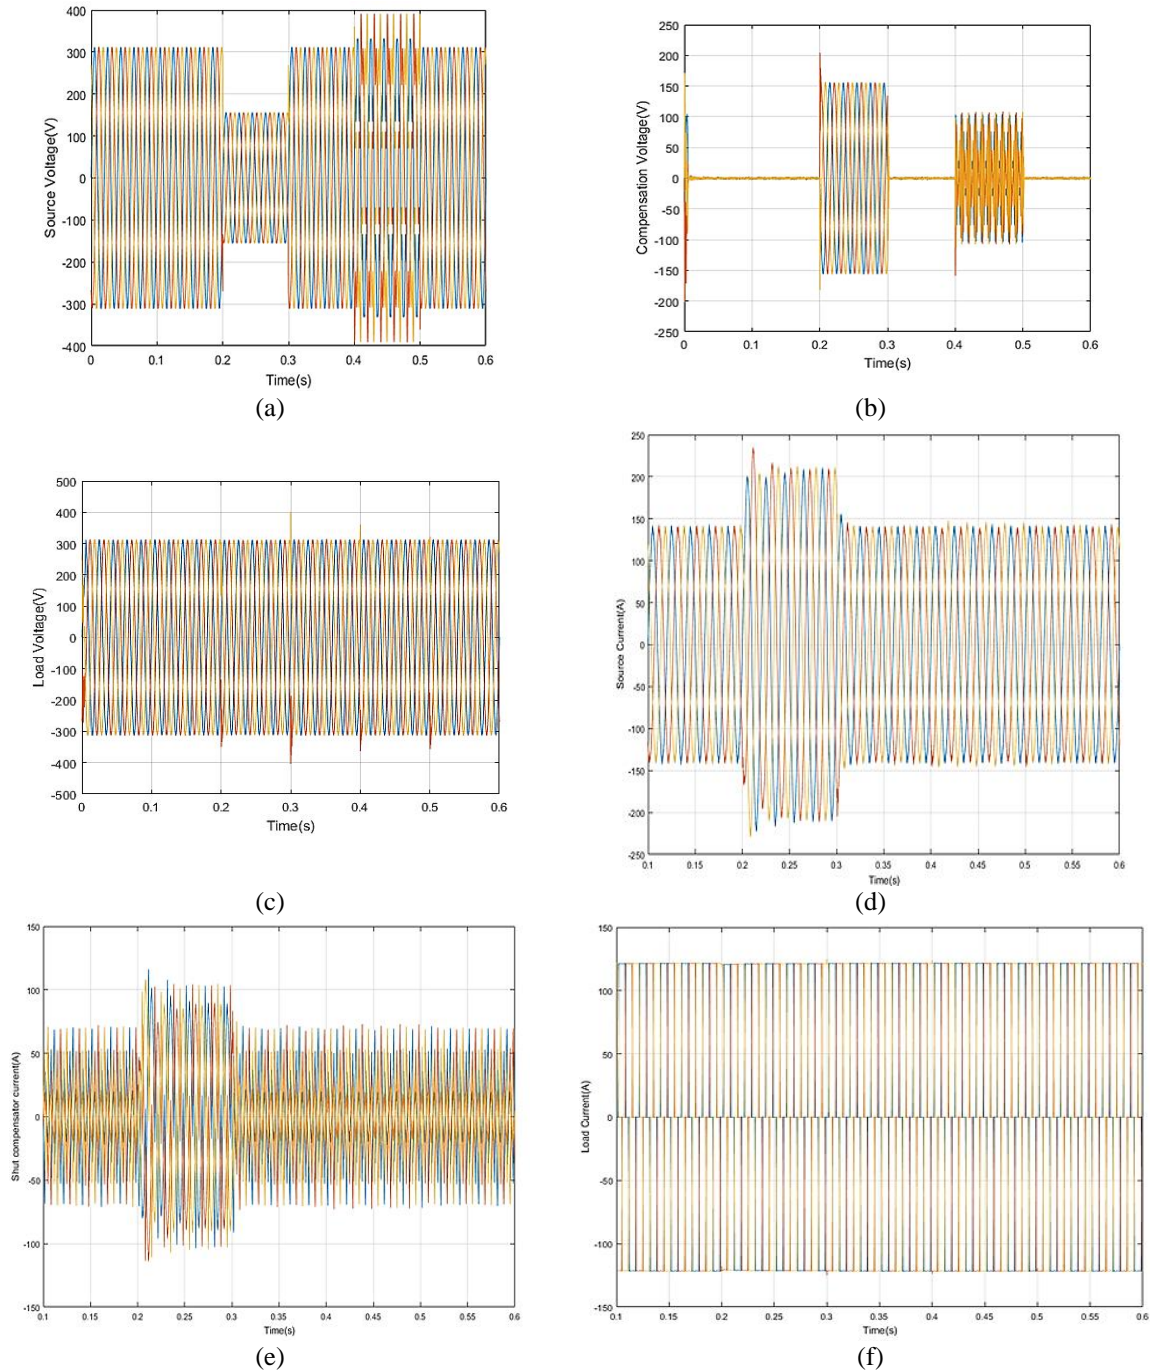 400
300
200
100
0
-100
-200
-300
-400
Source Voltage(V)
0 0.1 0.2 0.3 0.4 0.5 0.6
Time(s)
(a)
250
200
150
100
50
0
-50
-100
-150
-200
-250
Compensation Voltage(V)
0 0.1 0.2 0.3 0.4 0.5 0.6
Time(s)
(b)
500
400
300
200
100
0
-100
-200
-300
-400
-500
Load Voltage(V)
0 0.1 0.2 0.3 0.4 0.5 0.6
Time(s)
(c)
250
200
150
100
50
0
-50
-100
-150
-200
-250
Source Current(A)
0.1 0.15 0.2 0.25 0.3 0.35 0.4 0.45 0.5 0.55 0.6
Time(s)
(d)
150
100
50
0
-50
-100
-150
Shut compensator current(A)
0.1 0.15 0.2 0.25 0.3 0.35 0.4 0.45 0.5 0.55 0.6
Time(s)
(e)
150
100
50
0
-50
-100
-150
Load Current(A)
0.1 0.15 0.2 0.25 0.3 0.35 0.4 0.45 0.5 0.55 0.6
Time(s)
(f)